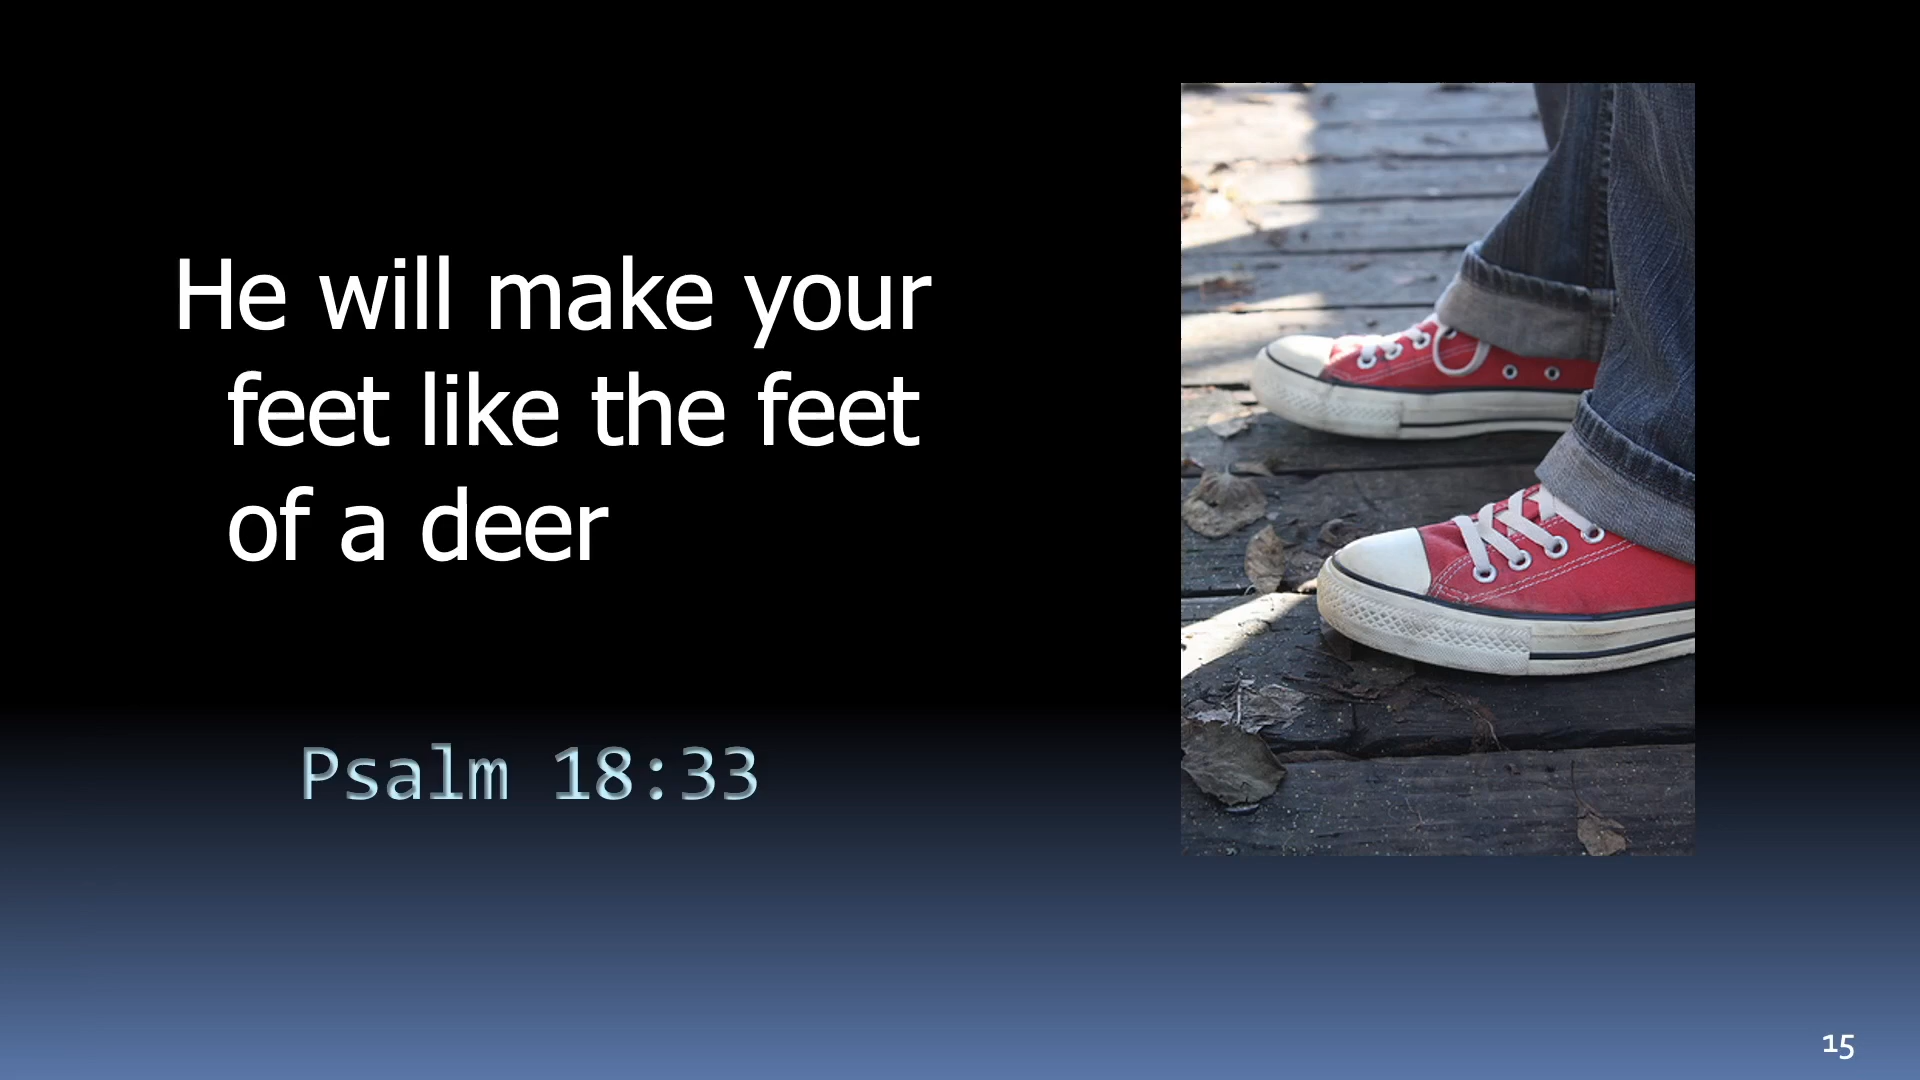 He will make your
feet like the feet
of a deer
Psalm 18:33
15